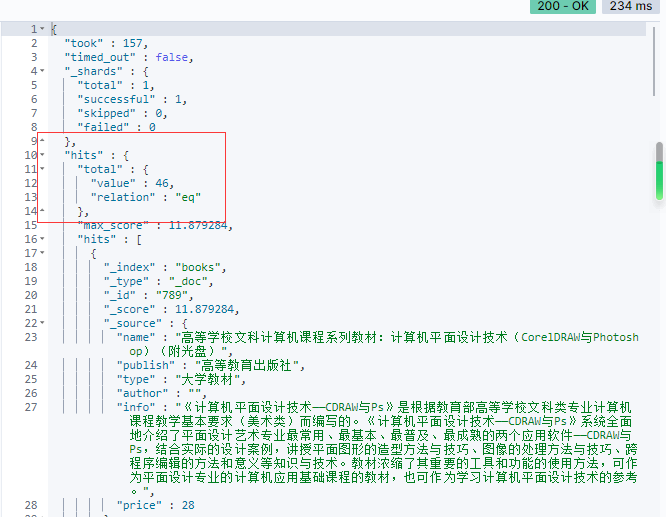 200 - OK 234 ms
1 {
2 "took" : 157,
3 "timed_out" : false,
4 "_shards" : {
5 "total" : 1,
6 "successful" : 1,
7 "skipped" : 0,
8 "failed" : 0
9 },
10 "hits" : {
11 "total" : {
12 "value" : 46,
13 "relation" : "eq"
14 },
15 "max_score" : 11.879284,
16 "hits" : [
17 {
18 "_index" : "books",
19 "_type" : "_doc",
20 "_id" : "789",
21 "_score" : 11.879284,
22 "_source" : {
23 "name" : "高等学校文科计算机课程系列教材：计算机平面设计技术（CorelDRAW与Photosh
op）（附光盘）",
24 "publish" : "高等教育出版社",
25 "type" : "大学教材",
26 "author" : "",
27 "info" : "《计算机平面设计技术—CDRAW与Ps》是根据教育部高等学校文科类专业计算机
课程教学基本要求（美术类）而编写的。《计算机平面设计技术—CDRAW与Ps》系统全面
地介绍了平面设计艺术专业最常用、最基本、最普及、最成熟的两个应用软件—CDRAW与
Ps，结合实际的设计案例，讲授平面图形的造型方法与技巧、图像的处理方法与技巧、跨
程序编辑的方法和意义等知识与技术。教材浓缩了其重要的工具和功能的使用方法，可作
为平面设计专业的计算机应用基础课程的教材，也可作为学习计算机平面设计技术的参考
。",
28 "price" : 28